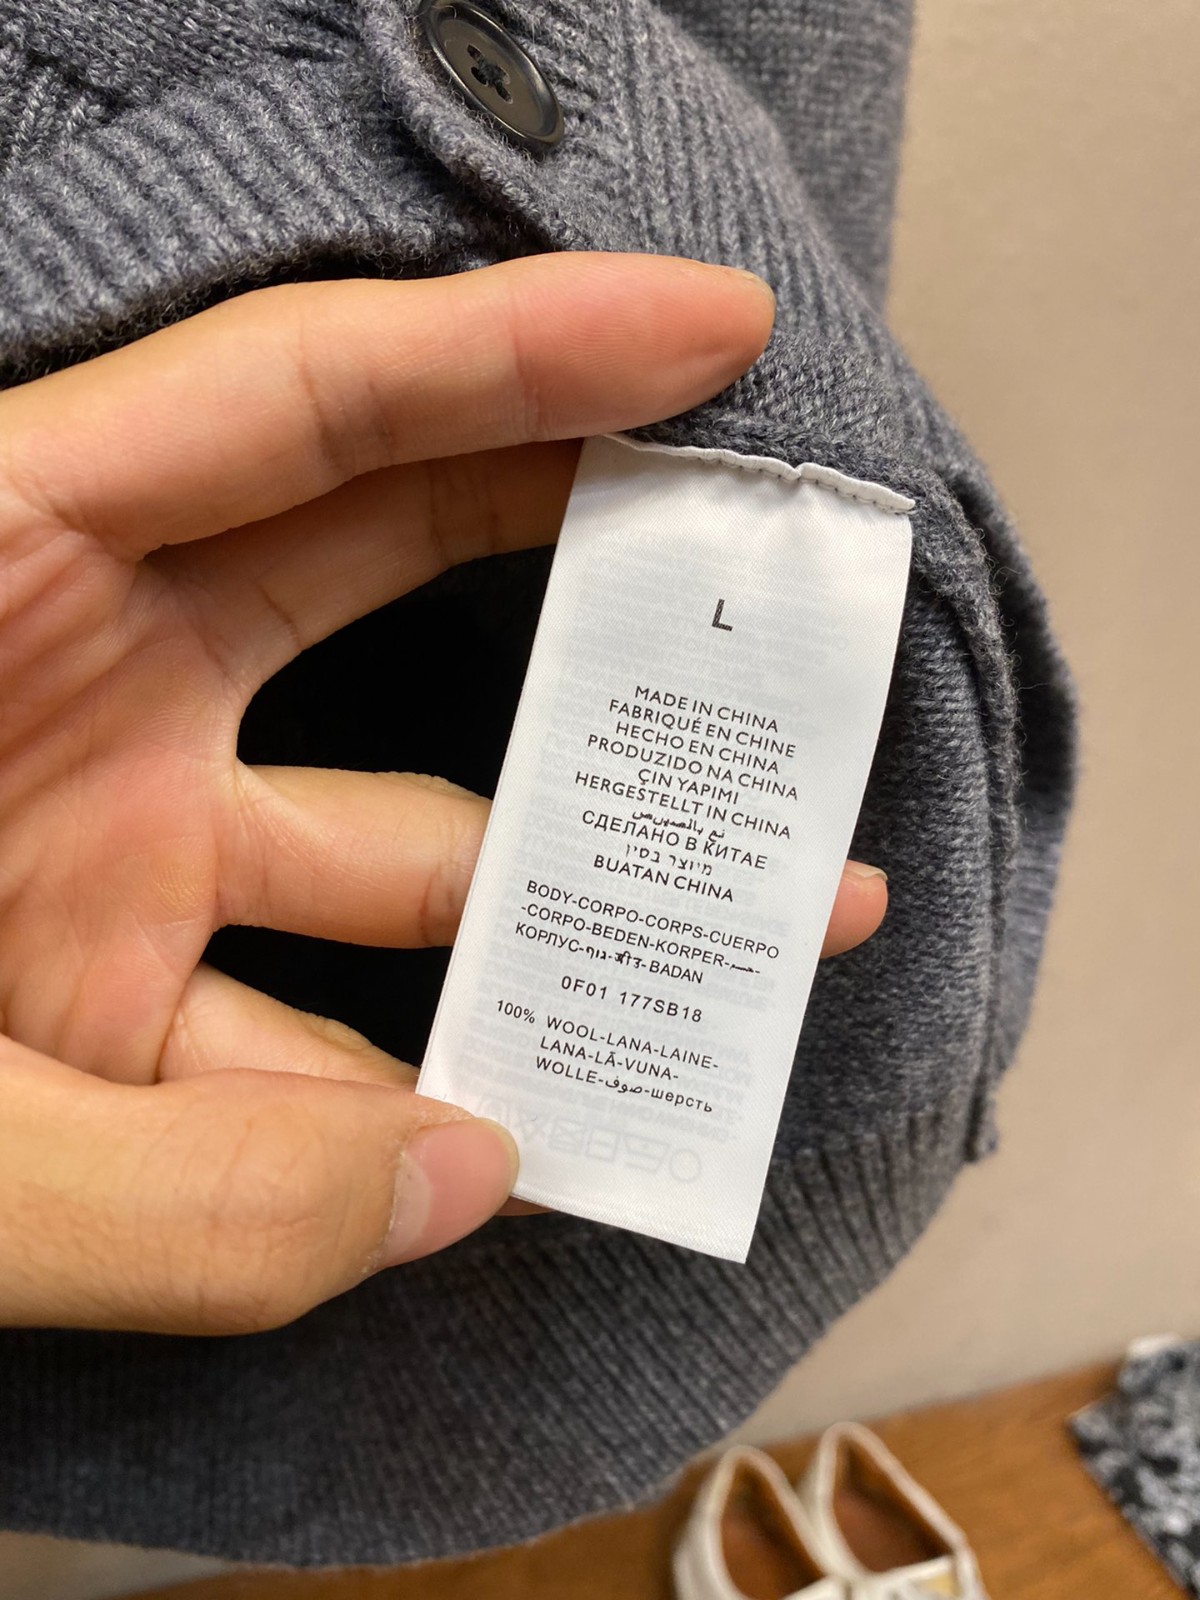 L
MADE IN CHINA
FABRIQUÉ EN CHINE
HECHO EN CHINA
PRODUZIDO NA CHINA
ÇIN YAPIMI
HERGESTELLT IN CHINA
СДЕЛАНО В КИТАЕ
מיוצר בסין
BUATAN CHINA
BODY-CORPO-CORPS-CUERPO
-CORPO-BEDEN-KORPER-
КОРПУС-גוף-BADAN
0F01 177SB18
100% WOOL-LANA-LAINE-
LANA-LÃ-VUNA-
WOLLE-صوف-шерсть